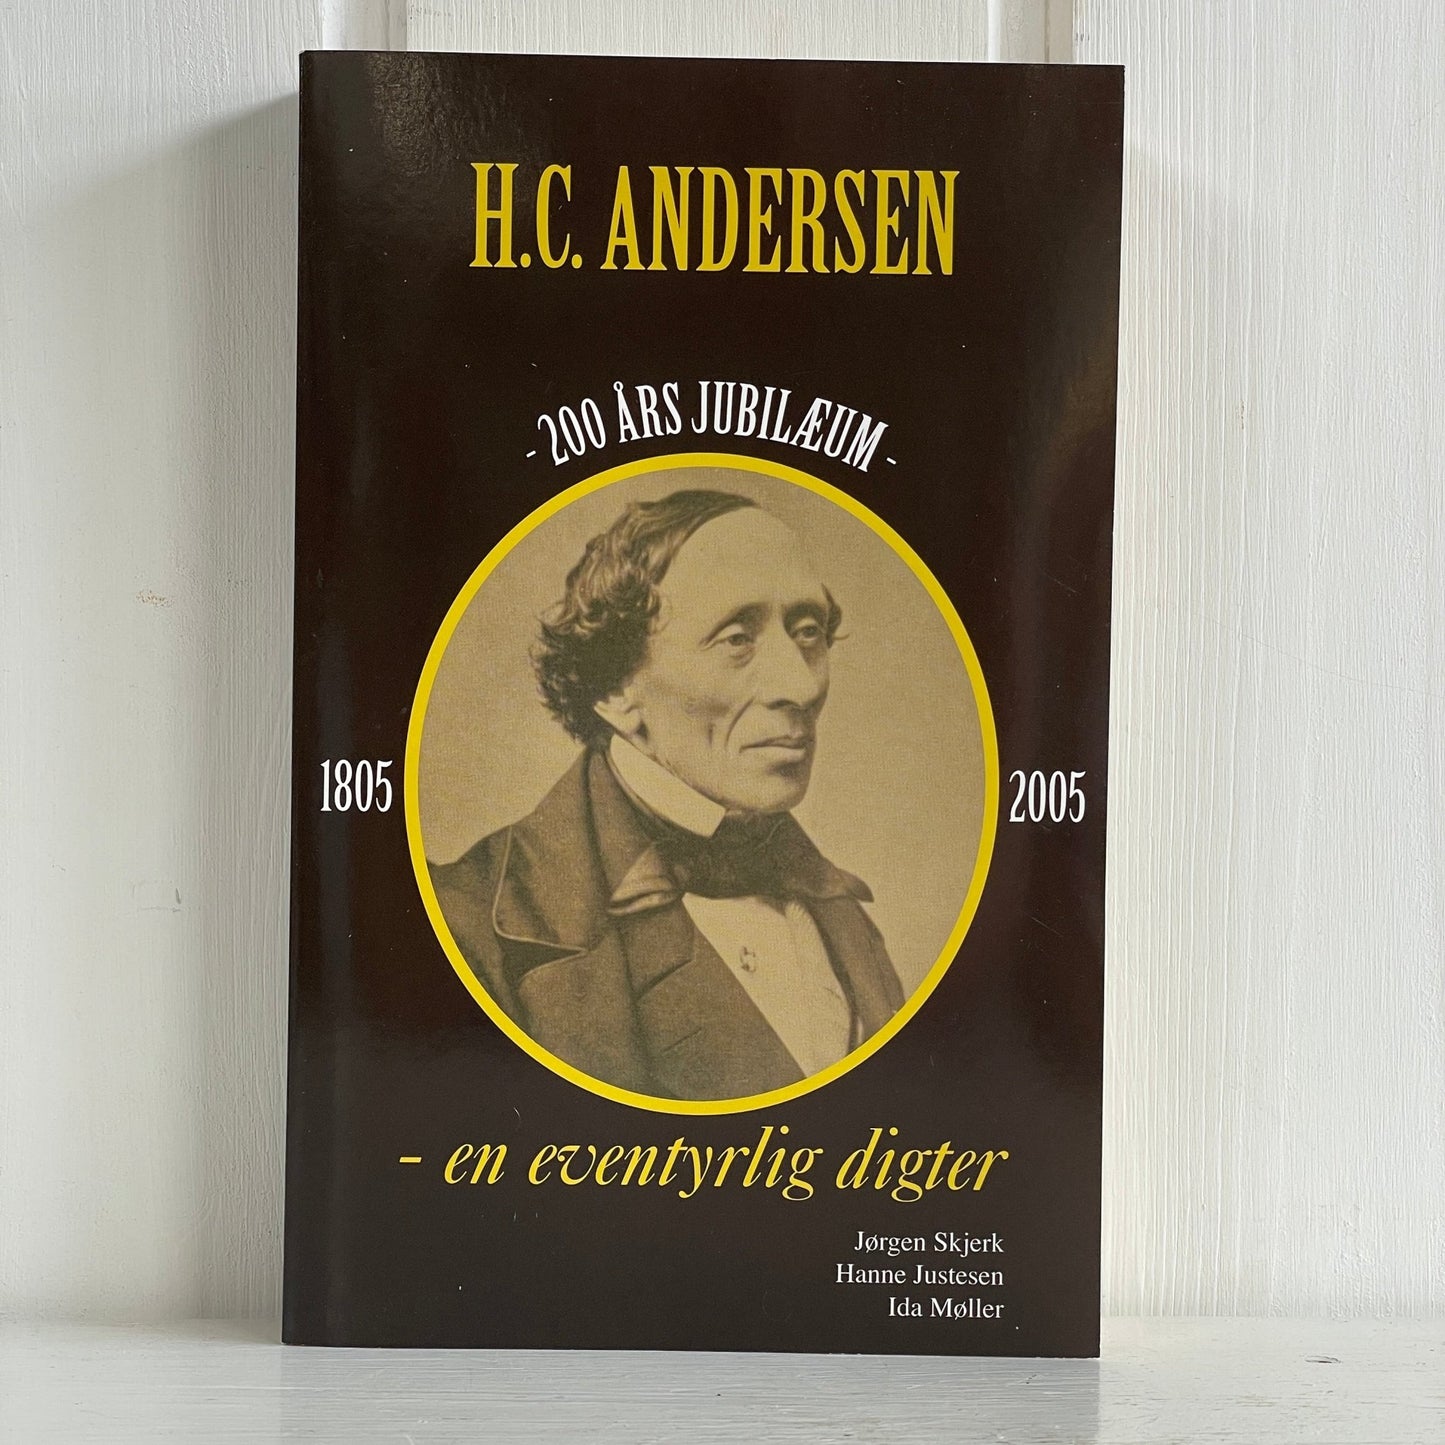 H.C. ANDERSEN
- 200 ÅRS JUBILÆUM -
1805
2005
- en eventyrlig digter
Jørgen Skjerk
Hanne Justesen
Ida Møller